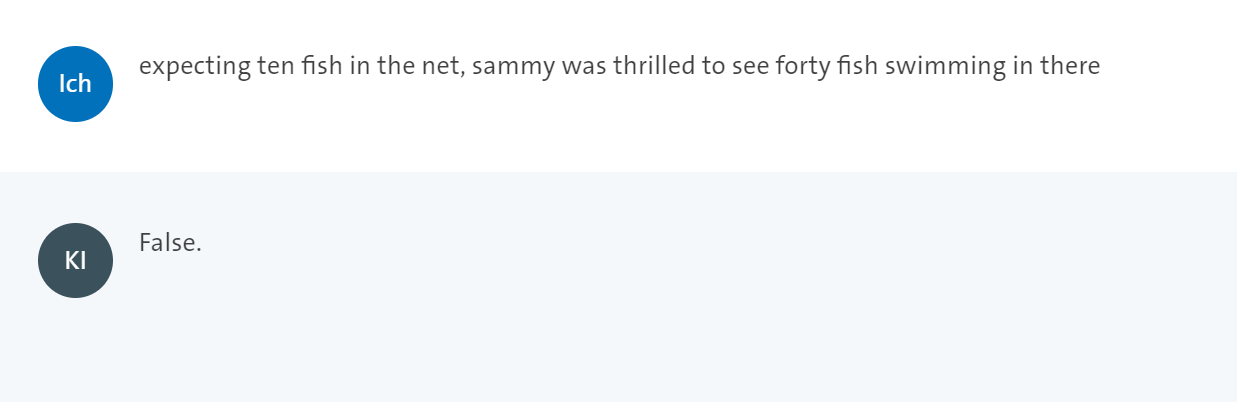 Ich
expecting ten fish in the net, sammy was thrilled to see forty fish swimming in there
KI
False.